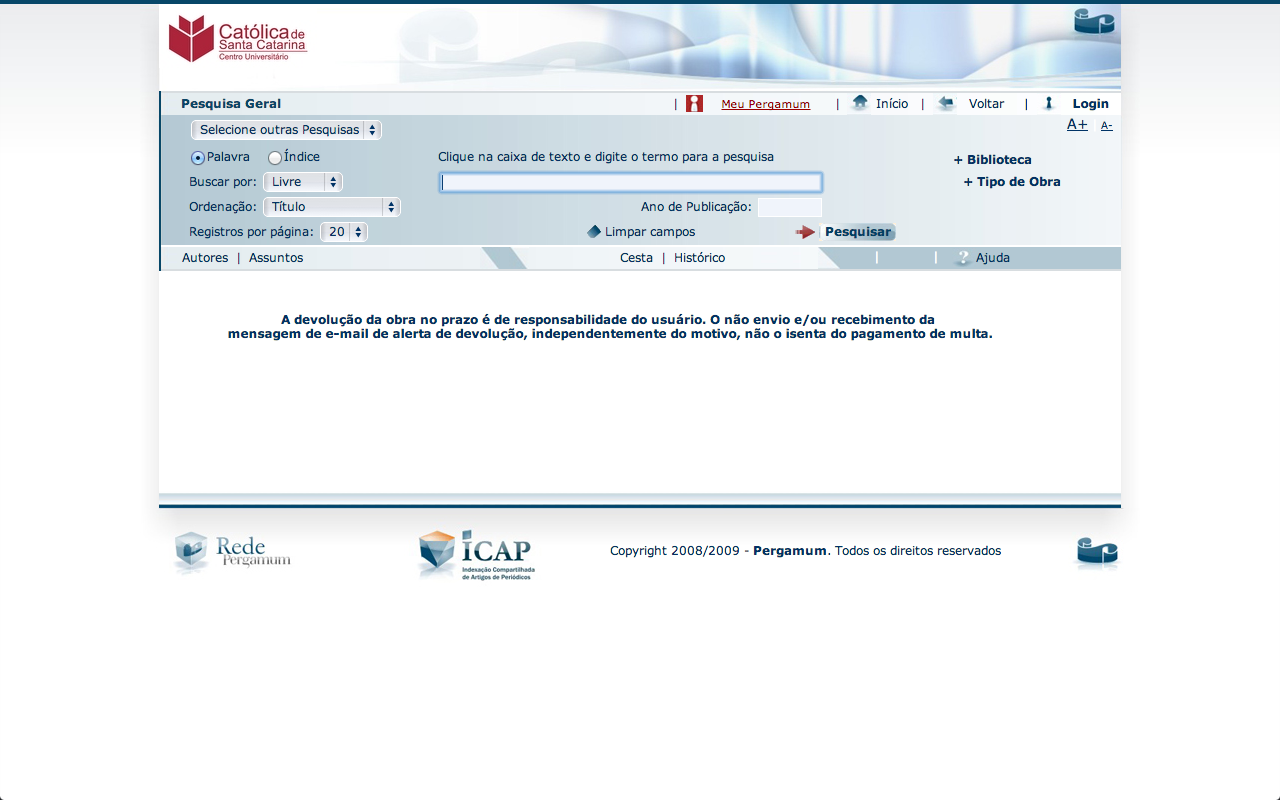 Católica de
Santa Catarina
Centro Universitário
Pesquisa Geral | Meu Pergamum | Início | Voltar | Login
Selecione outras Pesquisas A+ A-
Palavra Índice Clique na caixa de texto e digite o termo para a pesquisa + Biblioteca
Buscar por: Livre + Tipo de Obra
Ordenação: Título Ano de Publicação:
Registros por página: 20 Limpar campos Pesquisar
Autores | Assuntos Cesta | Histórico | | ? Ajuda
A devolução da obra no prazo é de responsabilidade do usuário. O não envio e/ou recebimento da
mensagem de e-mail de alerta de devolução, independentemente do motivo, não o isenta do pagamento de multa.
Rede
Pergamum
ICAP
Indexação Compartilhada
de Artigos de Periódicos
Copyright 2008/2009 - Pergamum. Todos os direitos reservados